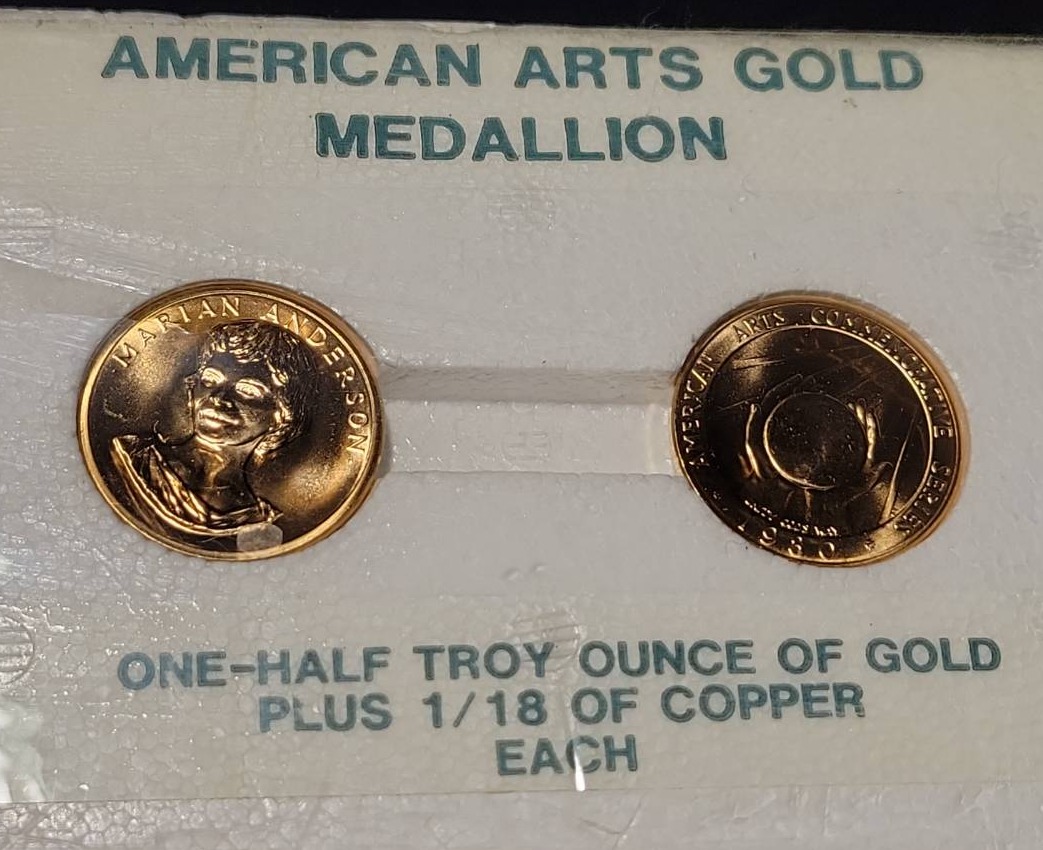 AMERICAN ARTS GOLD
MEDALLION
MARIAN ANDERSON
AMERICAN ARTS COMMEMORATIVE SERIES
1980
ONE-HALF TROY OUNCE OF GOLD
PLUS 1/18 OF COPPER
EACH